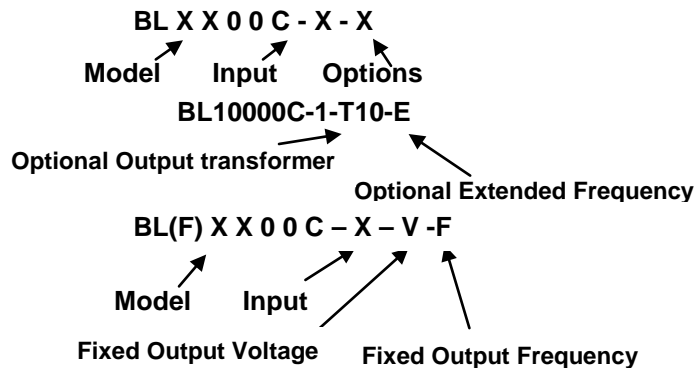 BL X X 0 0 C - X - X
Model Input Options
BL10000C-1-T10-E
Optional Output transformer
Optional Extended Frequency
BL(F) X X 0 0 C – X – V -F
Model Input
Fixed Output Voltage Fixed Output Frequency